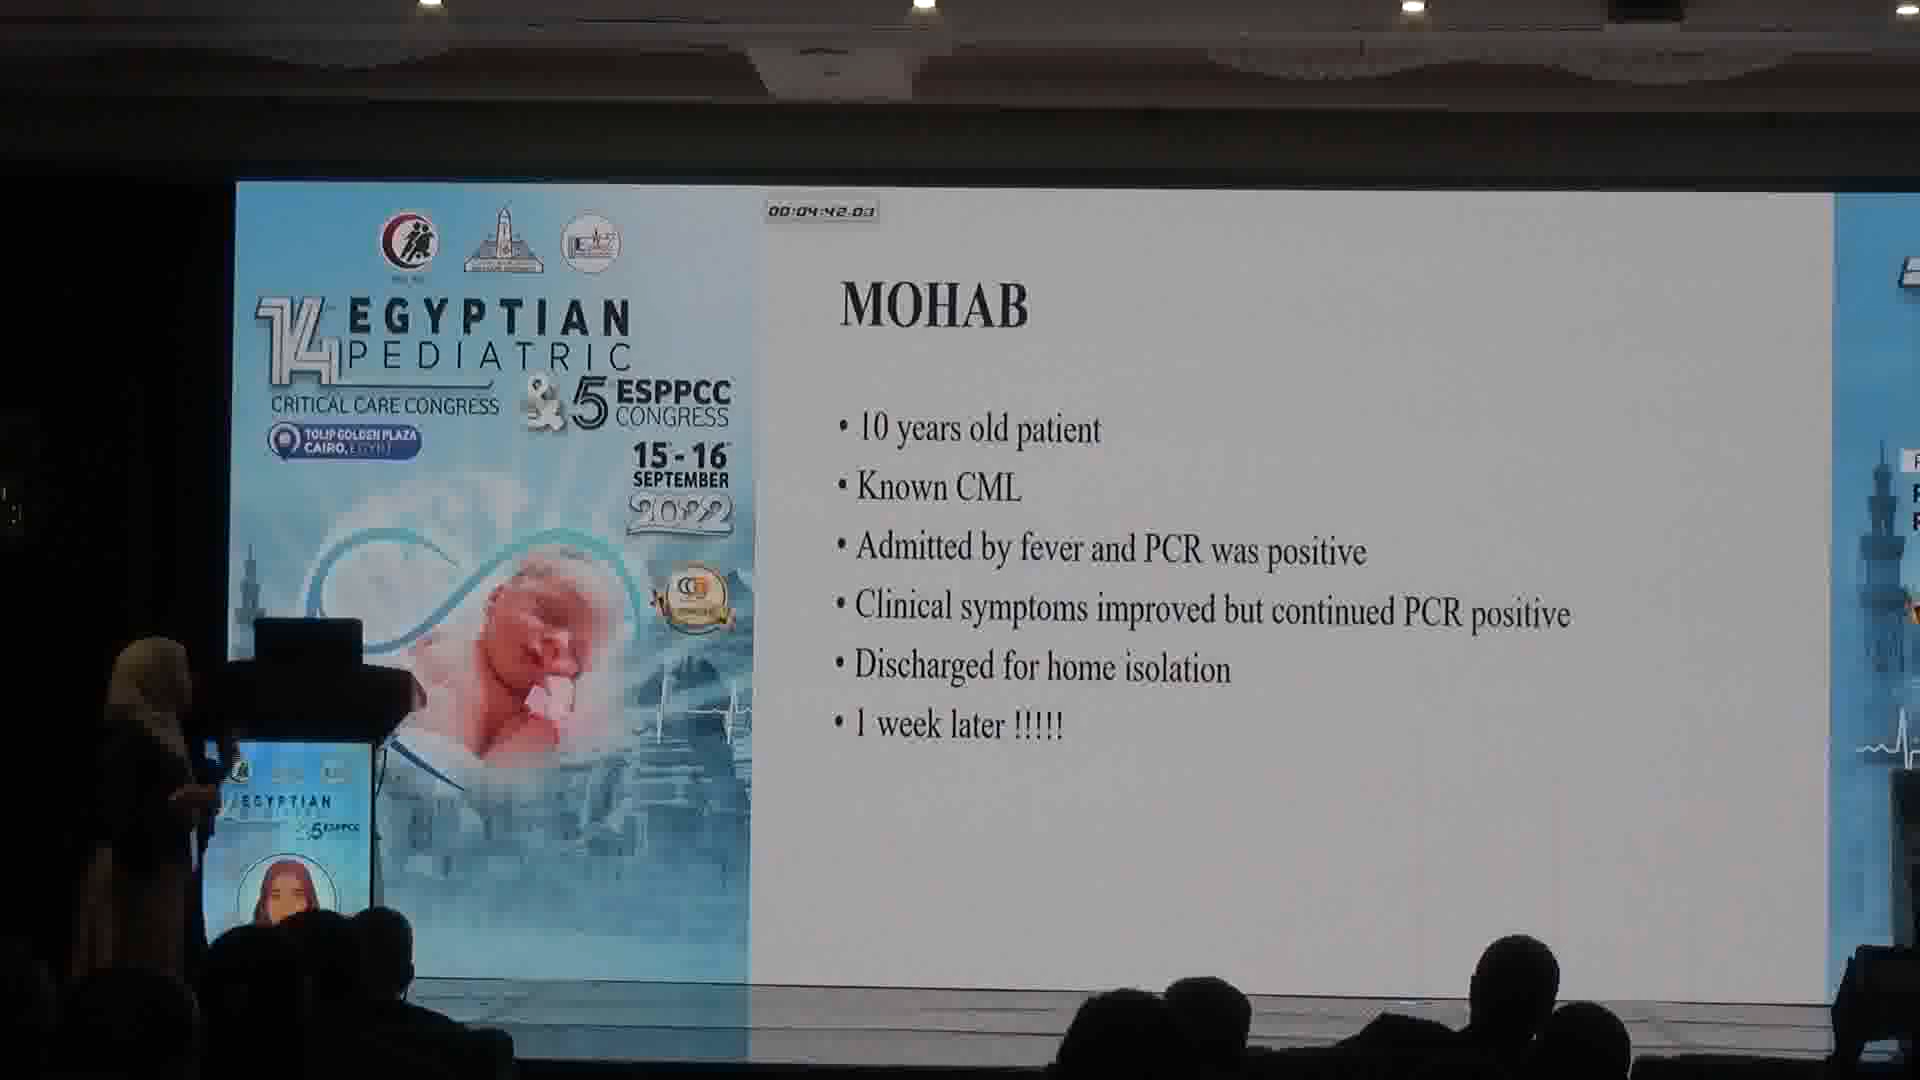 14 EGYPTIAN
PEDIATRIC
CRITICAL CARE CONGRESS
& 5 ESPPCC
CONGRESS
TOLIP GOLDEN PLAZA
CAIRO, EGYPT
15 - 16
SEPTEMBER
2022
00:04:42:03
MOHAB
• 10 years old patient
• Known CML
• Admitted by fever and PCR was positive
• Clinical symptoms improved but continued PCR positive
• Discharged for home isolation
• 1 week later !!!!!
EGYPTIAN
5 ESPPCC